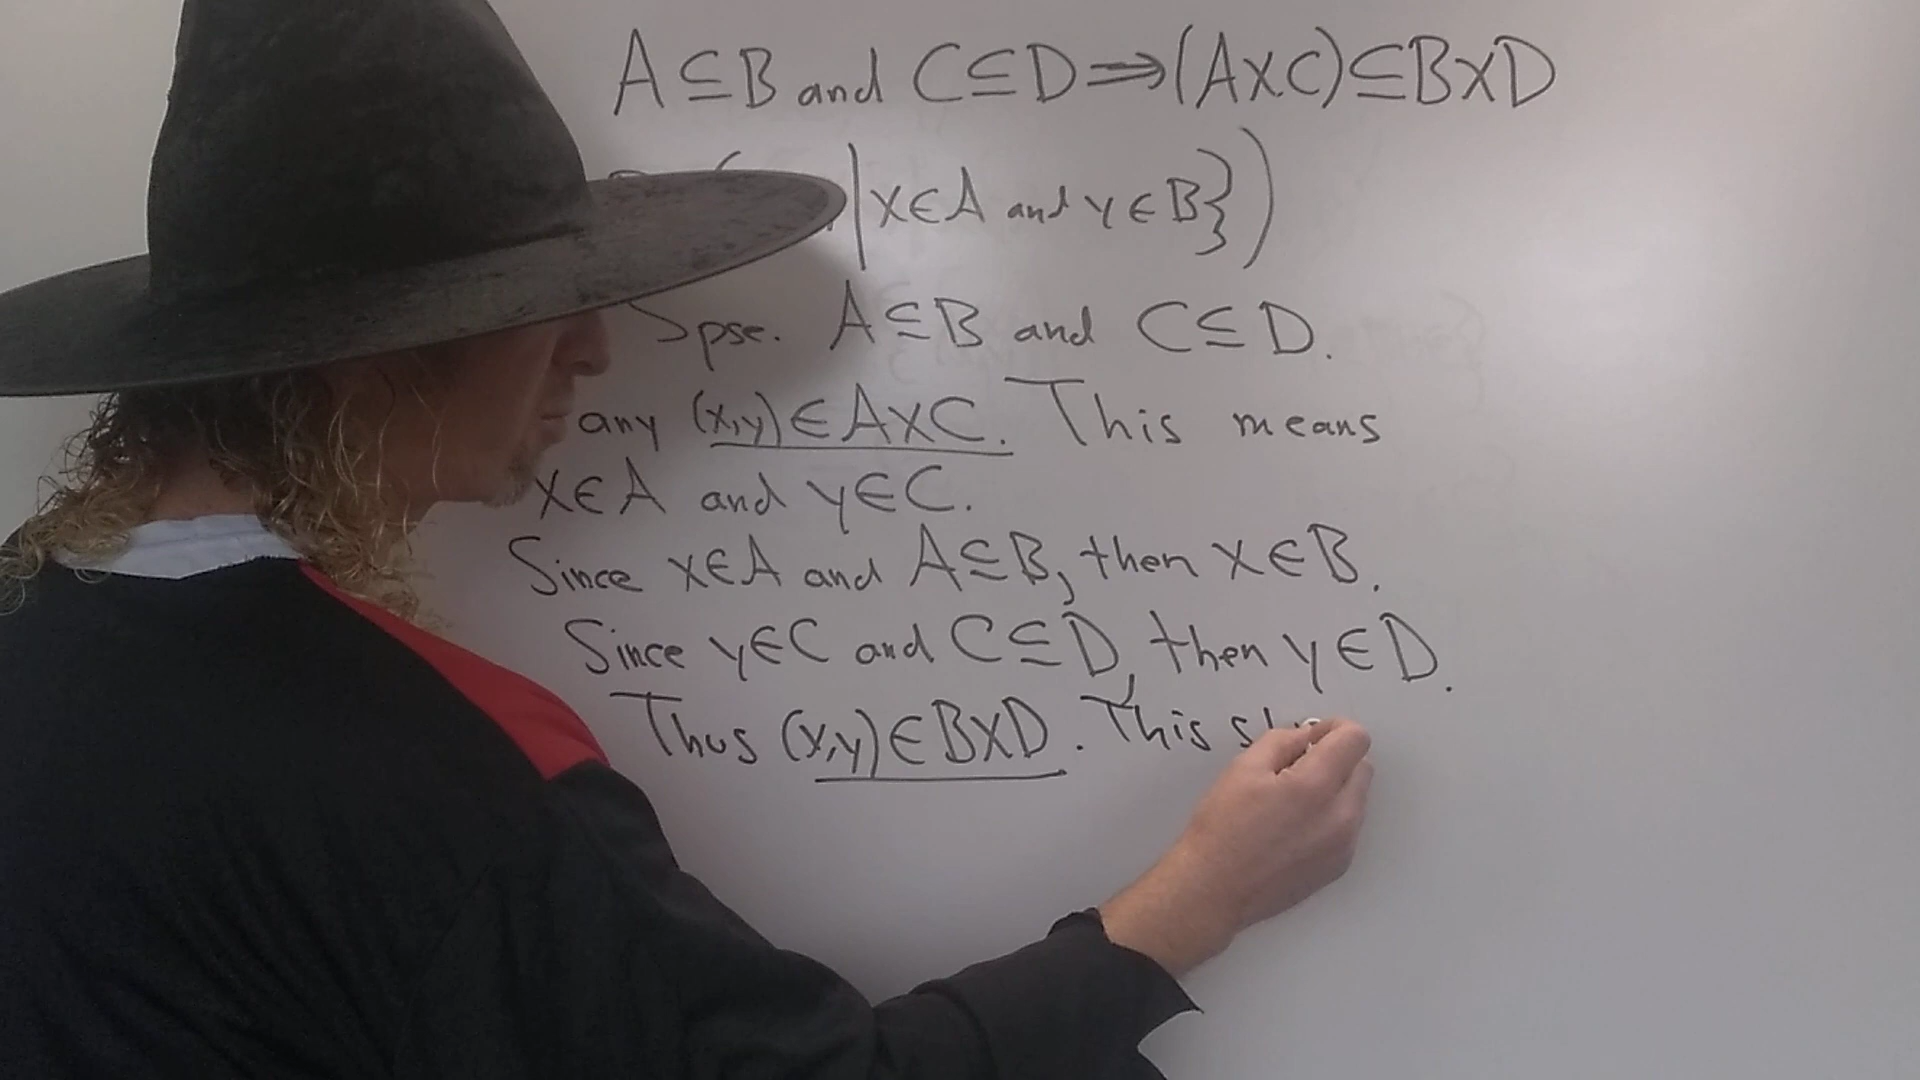 A ⊆ B and C ⊆ D ⇒ (A X C) ⊆ B X D
| x ∈ A and y ∈ B})
Spse. A ⊆ B and C ⊆ D.
any (x,y) ∈ A X C. This means
x ∈ A and y ∈ C.
Since x ∈ A and A ⊆ B, then x ∈ B.
Since y ∈ C and C ⊆ D, then y ∈ D.
Thus (x,y) ∈ B X D. This